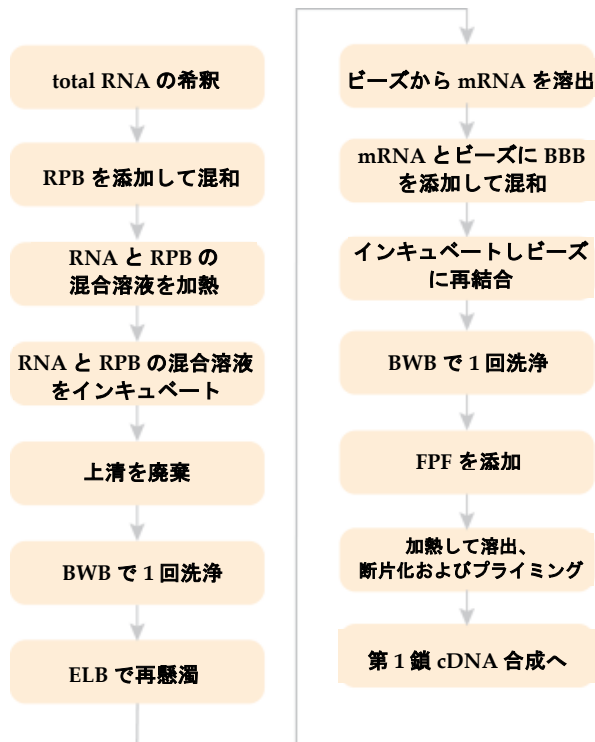 total RNA の希釈
RPB を添加して混和
RNA と RPB の
混合溶液を加熱
RNA と RPB の混合溶液
をインキュベート
上清を廃棄
BWB で 1 回洗浄
ELB で再懸濁
ビーズから mRNA を溶出
mRNA とビーズに BBB
を添加して混和
インキュベートしビーズ
に再結合
BWB で 1 回洗浄
FPF を添加
加熱して溶出、
断片化およびプライミング
第 1 鎖 cDNA 合成へ